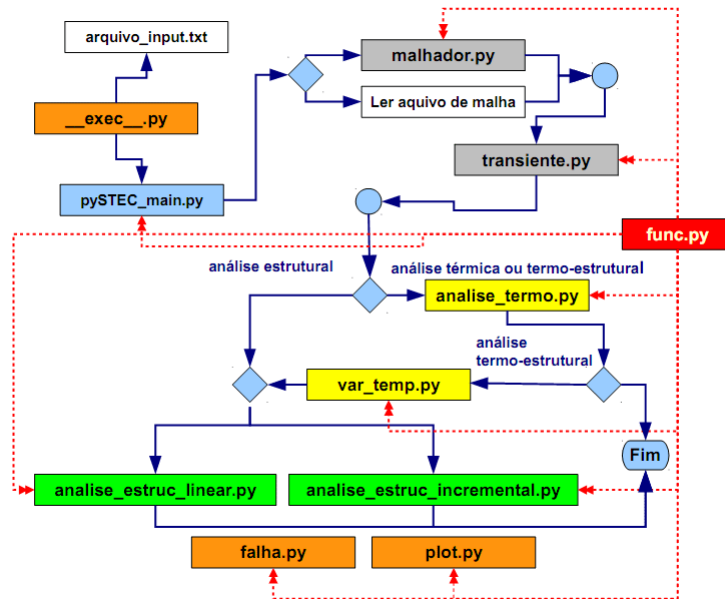 arquivo_input.txt
malhador.py
__exec__.py
Ler aquivo de malha
transiente.py
pySTEC_main.py
func.py
análise estrutural
análise térmica ou termo-estrutural
analise_termo.py
análise
termo-estrutural
var_temp.py
Fim
analise_estruc_linear.py
analise_estruc_incremental.py
falha.py
plot.py